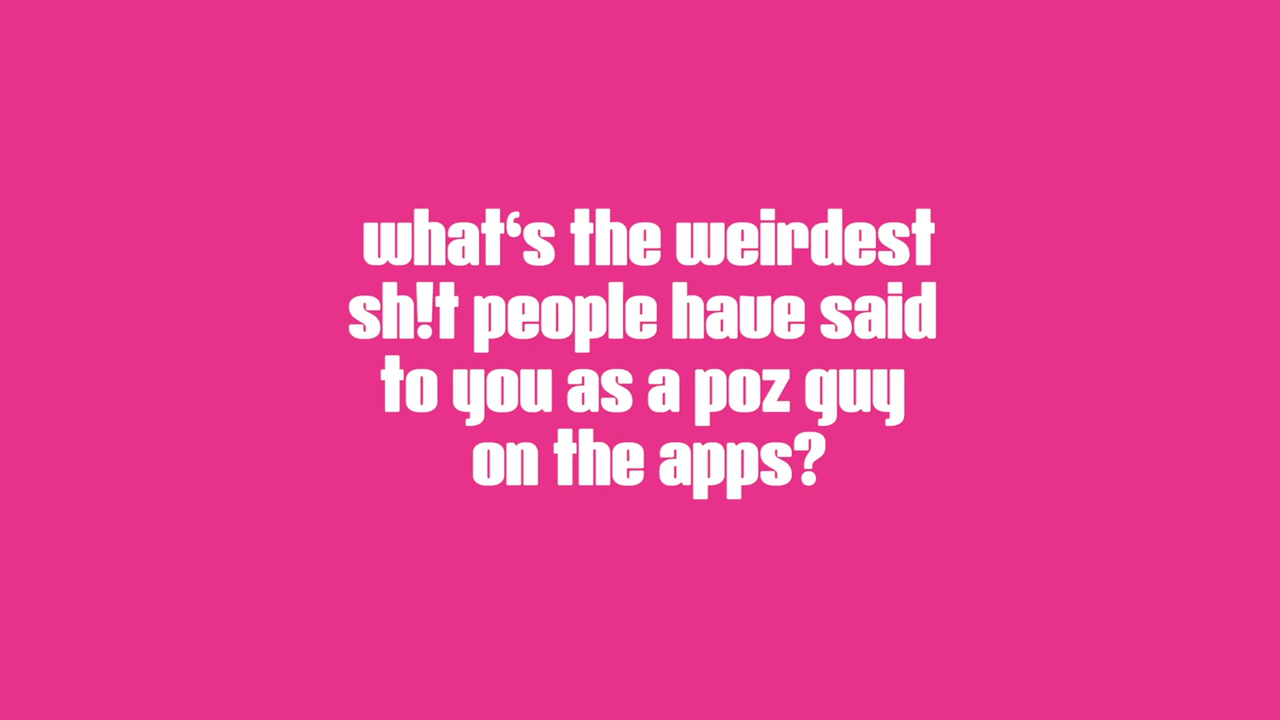 what‘s the weirdest
sh!t people have said
to you as a poz guy
on the apps?